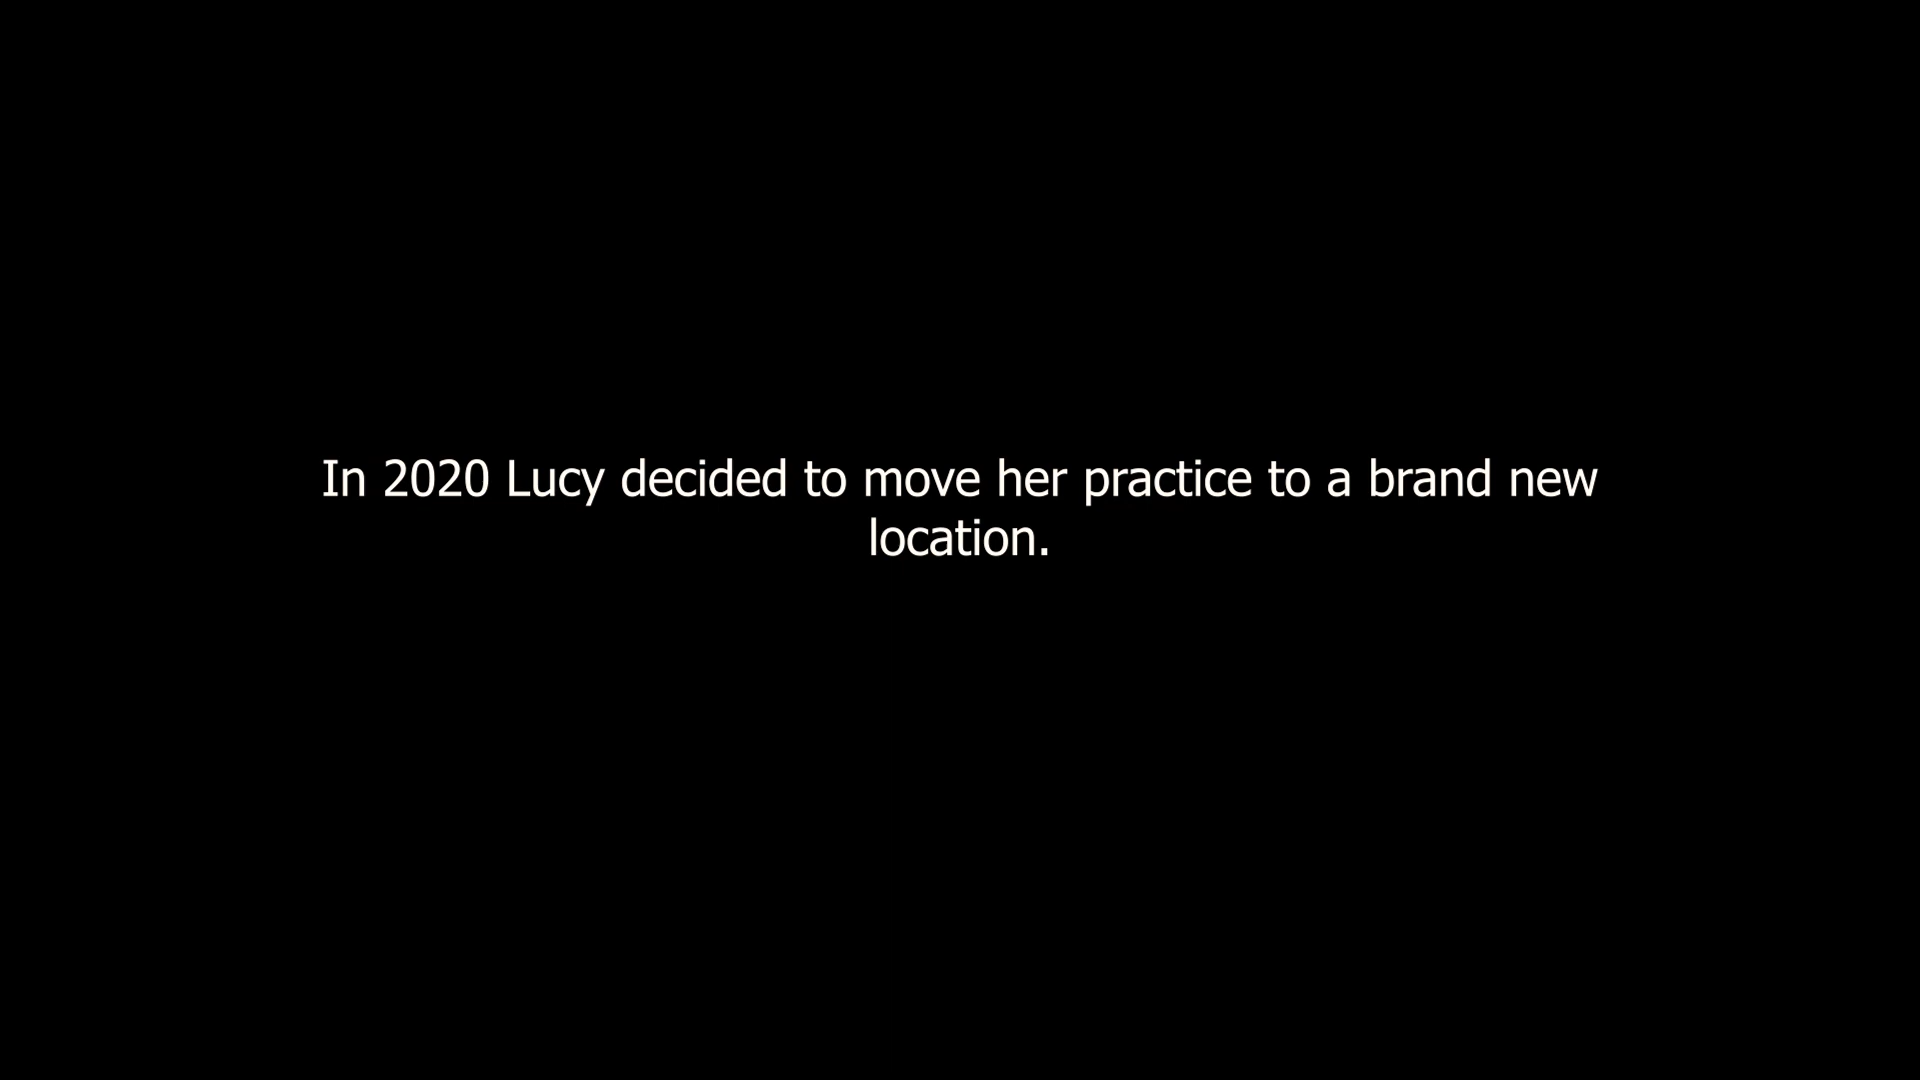 In 2020 Lucy decided to move her practice to a brand new
location.